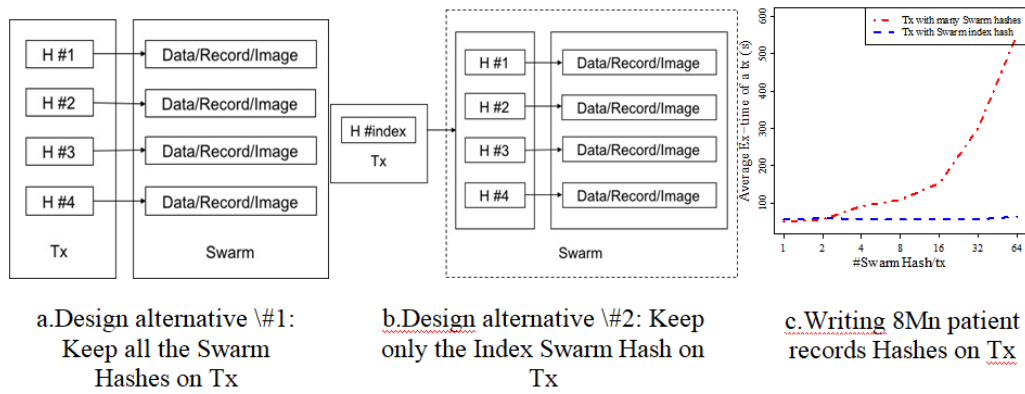 H #1
Data/Record/Image
H #2
Data/Record/Image
H #3
Data/Record/Image
H #4
Data/Record/Image
Tx
Swarm
H #index
Tx
H #1
Data/Record/Image
H #2
Data/Record/Image
H #3
Data/Record/Image
H #4
Data/Record/Image
Swarm
Average Ex-time of a tx (s)
600
500
400
300
200
100
Tx with many Swarm hashes
Tx with Swarm index hash
1 2 4 8 16 32 64
#Swarm Hash/tx
a.Design alternative \#1:
Keep all the Swarm
Hashes on Tx
b.Design alternative \#2: Keep
only the Index Swarm Hash on
Tx
c.Writing 8Mn patient
records Hashes on Tx